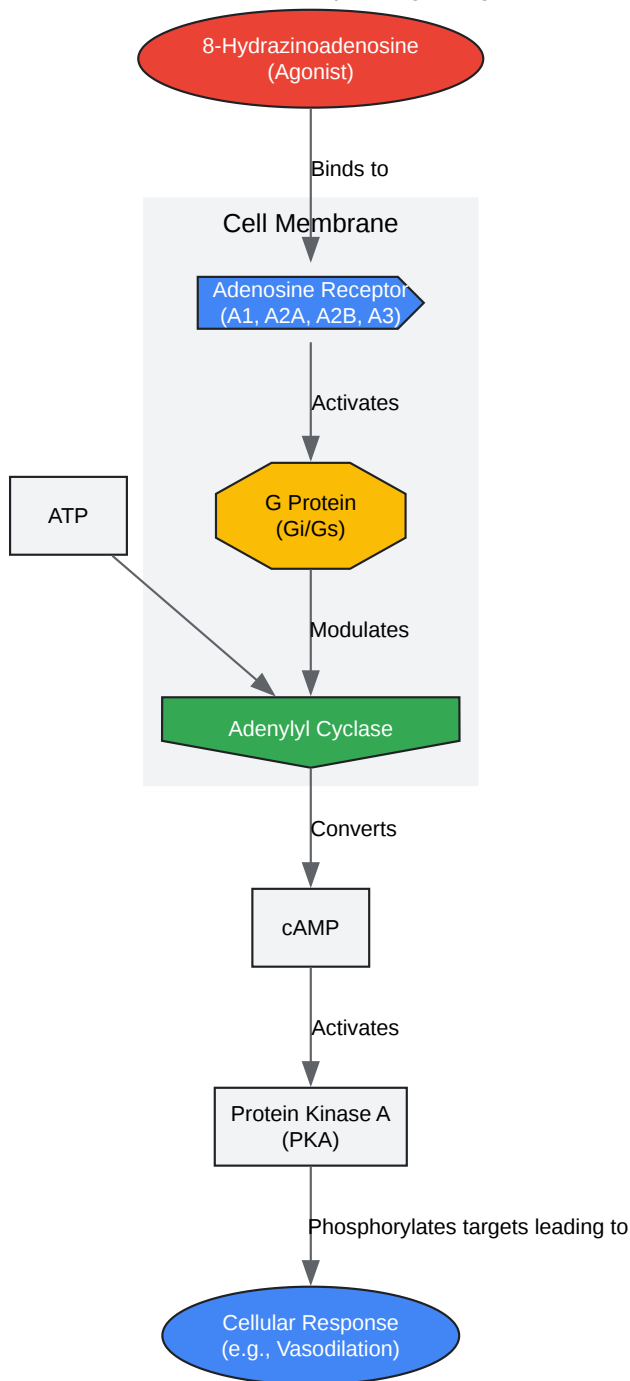 8-Hydrazinoadenosine
(Agonist)
Binds to
Cell Membrane
Adenosine Receptor
(A1, A2A, A2B, A3)
Activates
ATP
G Protein
(Gi/Gs)
Modulates
Adenylyl Cyclase
Converts
cAMP
Activates
Protein Kinase A
(PKA)
Phosphorylates targets leading to
Cellular Response
(e.g., Vasodilation)